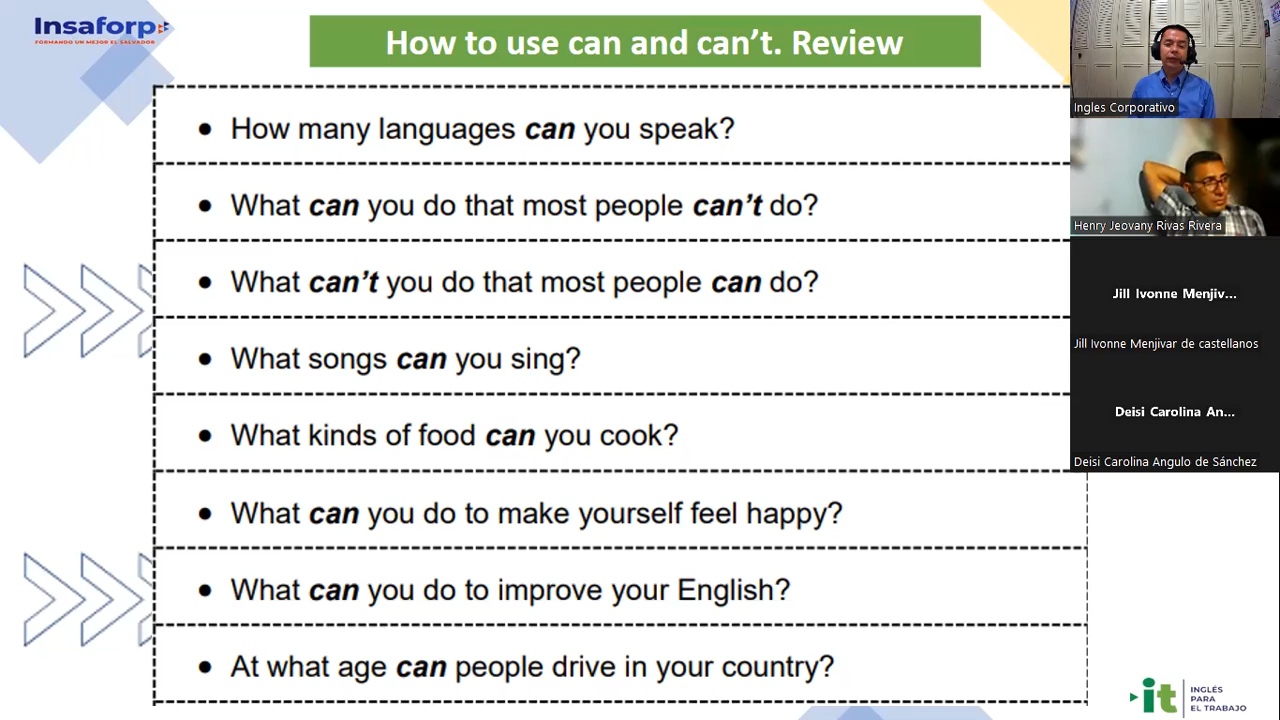 Insaforp
FORMANDO UN MEJOR EL SALVADOR
How to use can and can’t. Review
• How many languages can you speak?
• What can you do that most people can’t do?
• What can’t you do that most people can do?
• What songs can you sing?
• What kinds of food can you cook?
• What can you do to make yourself feel happy?
• What can you do to improve your English?
• At what age can people drive in your country?
Ingles Corporativo
Henry Jeovany Rivas Rivera
Jill Ivonne Menjiv...
Jill Ivonne Menjivar de castellanos
Deisi Carolina An...
Deisi Carolina Angulo de Sánchez
it
INGLÉS
PARA
EL TRABAJO